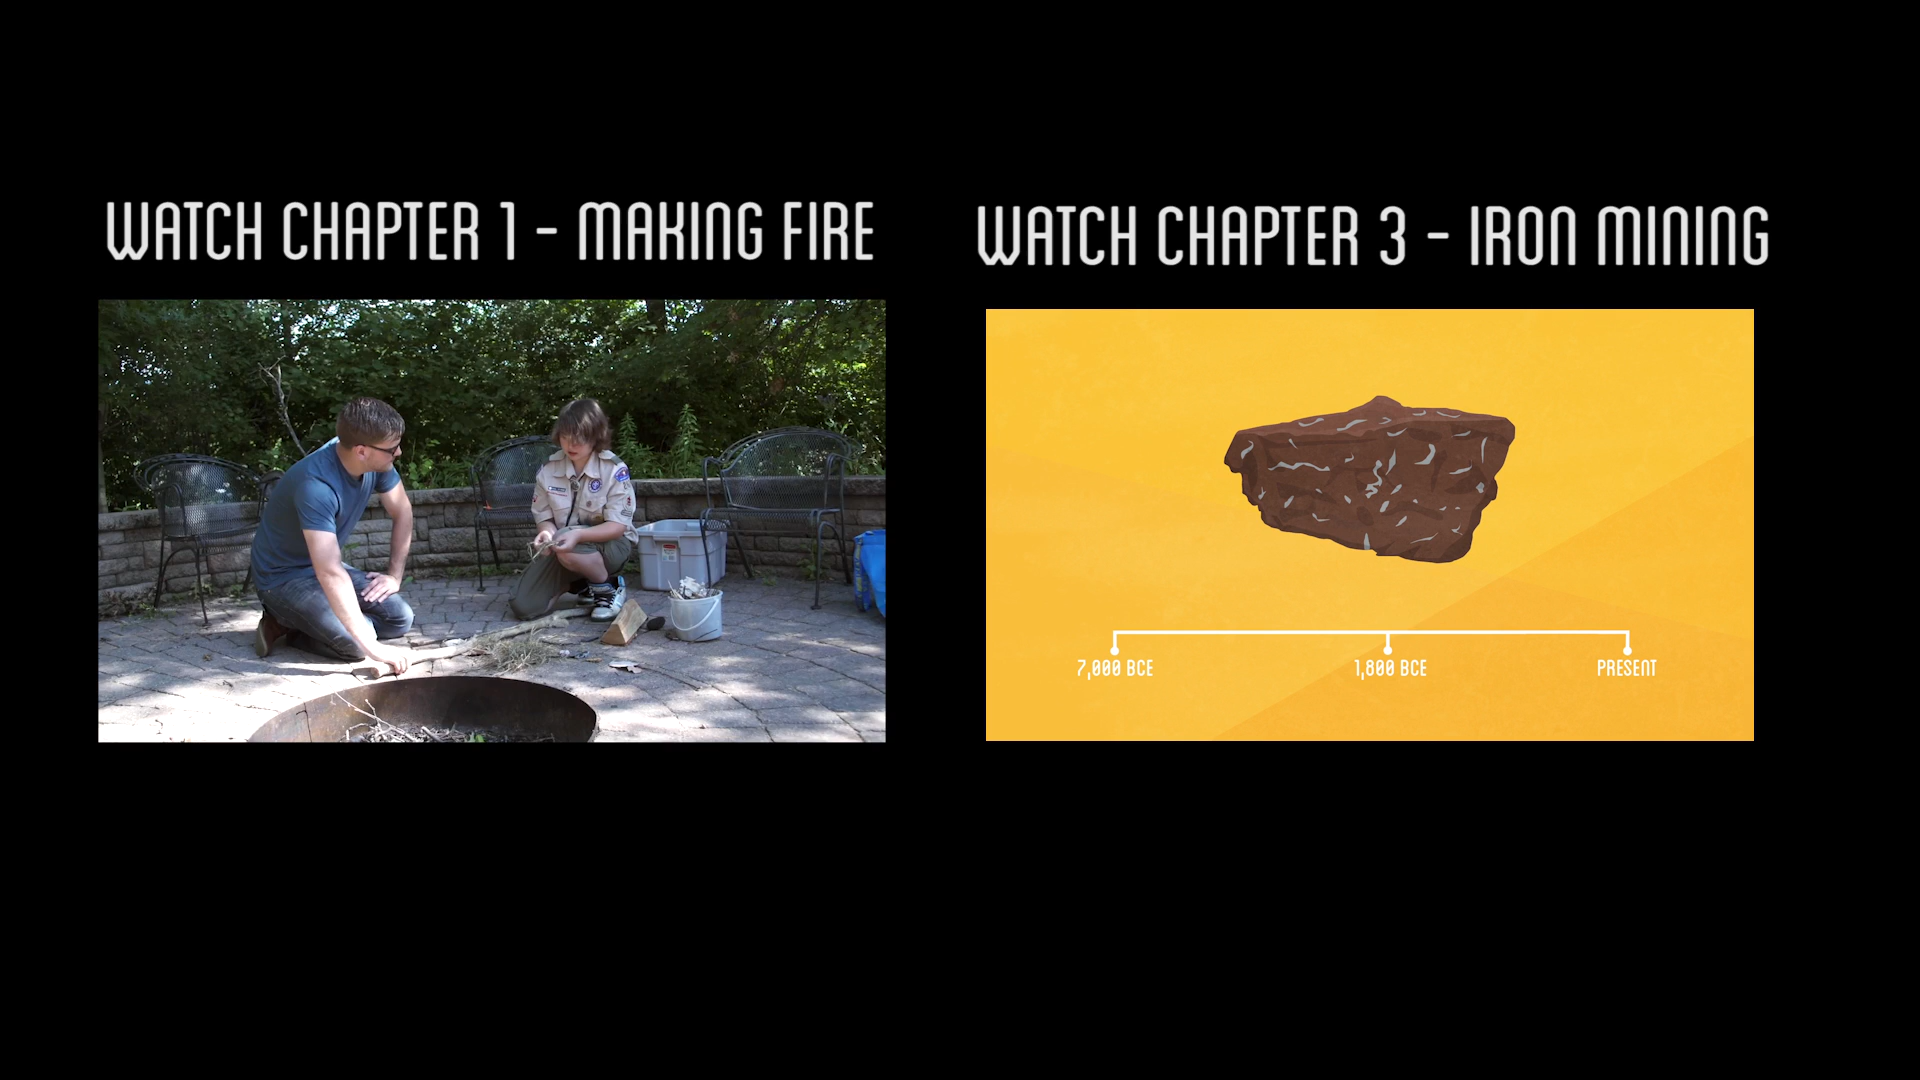 WATCH CHAPTER 1 - MAKING FIRE
WATCH CHAPTER 3 - IRON MINING
7,000 BCE
1,800 BCE
PRESENT